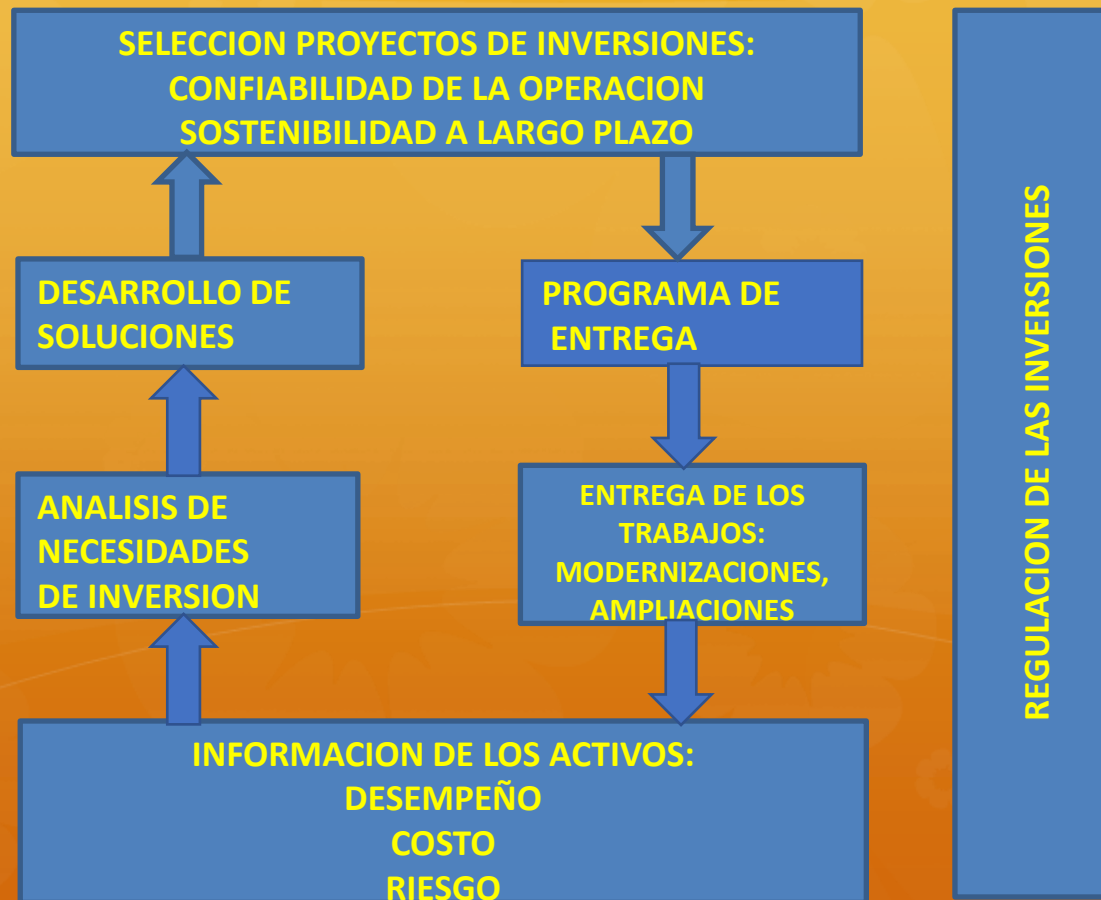 SELECCION PROYECTOS DE INVERSIONES:
CONFIABILIDAD DE LA OPERACION
SOSTENIBILIDAD A LARGO PLAZO
DESARROLLO DE
SOLUCIONES
PROGRAMA DE
ENTREGA
ANALISIS DE
NECESIDADES
DE INVERSION
ENTREGA DE LOS
TRABAJOS:
MODERNIZACIONES,
AMPLIACIONES
INFORMACION DE LOS ACTIVOS:
DESEMPEÑO
COSTO
RIESGO
REGULACION DE LAS INVERSIONES